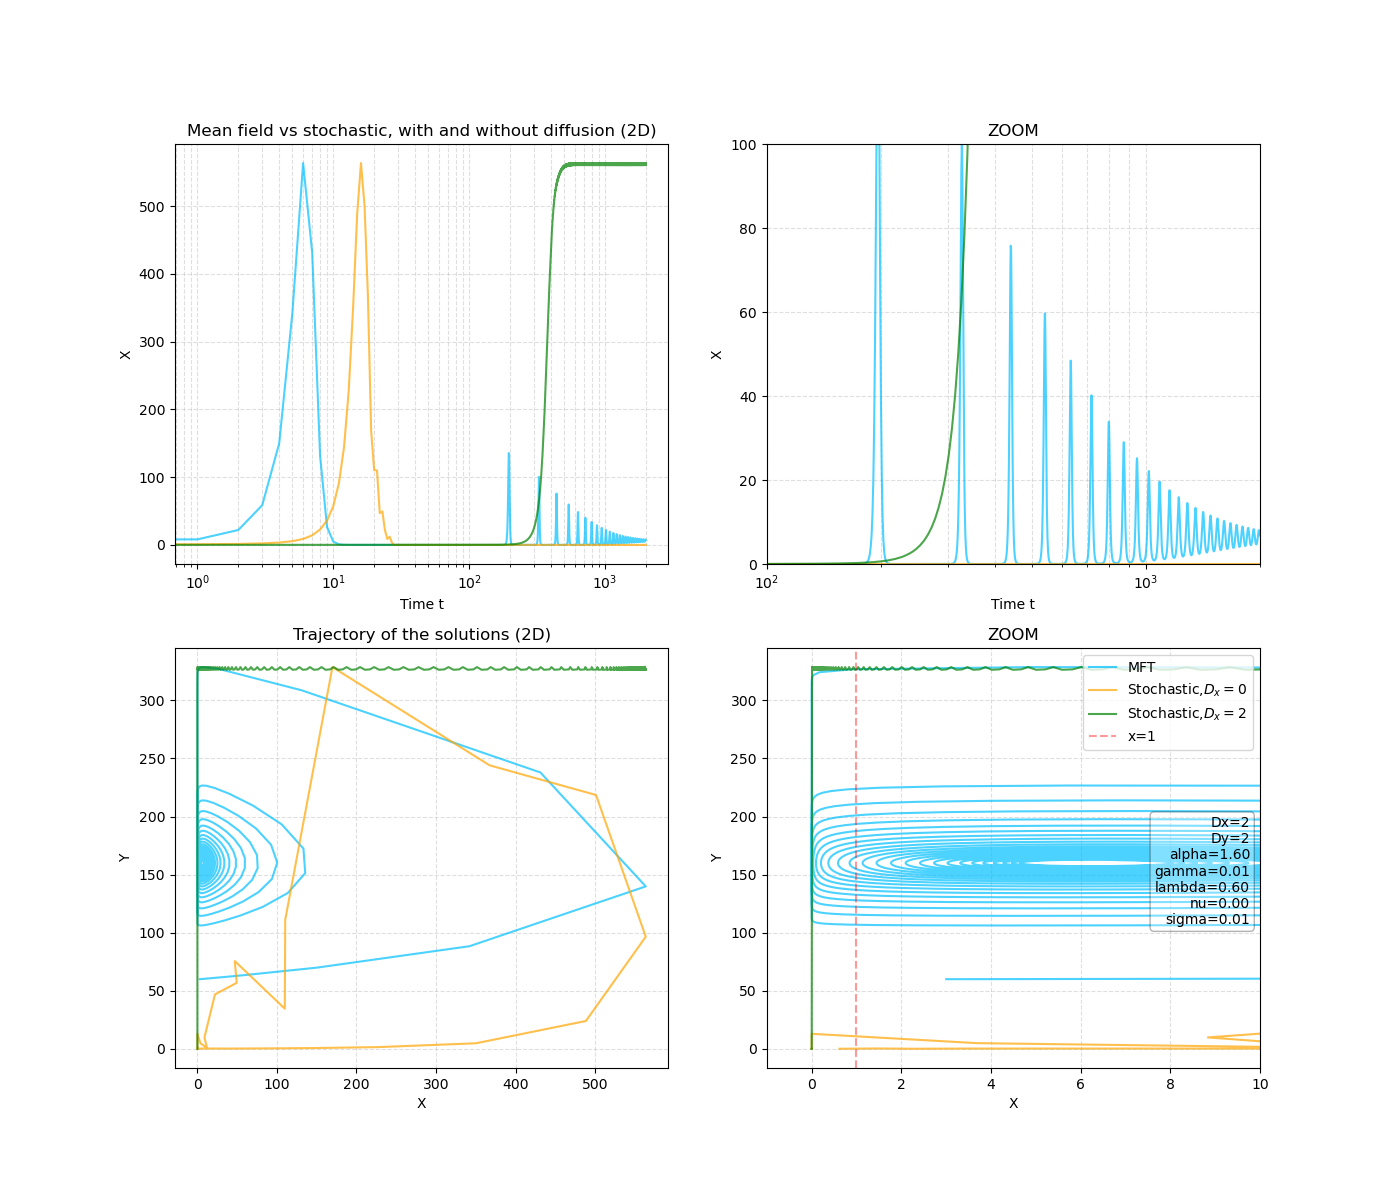 Mean field vs stochastic, with and without diffusion (2D)
ZOOM
X
500
400
300
200
100
0
10⁰
10¹
10²
10³
Time t
X
100
80
60
40
20
0
10²
10³
Time t
Trajectory of the solutions (2D)
ZOOM
Y
300
250
200
150
100
50
0
0
100
200
300
400
500
X
Y
300
250
200
150
100
50
0
MFT
Stochastic,Dₓ = 0
Stochastic,Dₓ = 2
x=1
Dx=2
Dy=2
alpha=1.60
gamma=0.01
lambda=0.60
nu=0.00
sigma=0.01
0
2
4
6
8
10
X